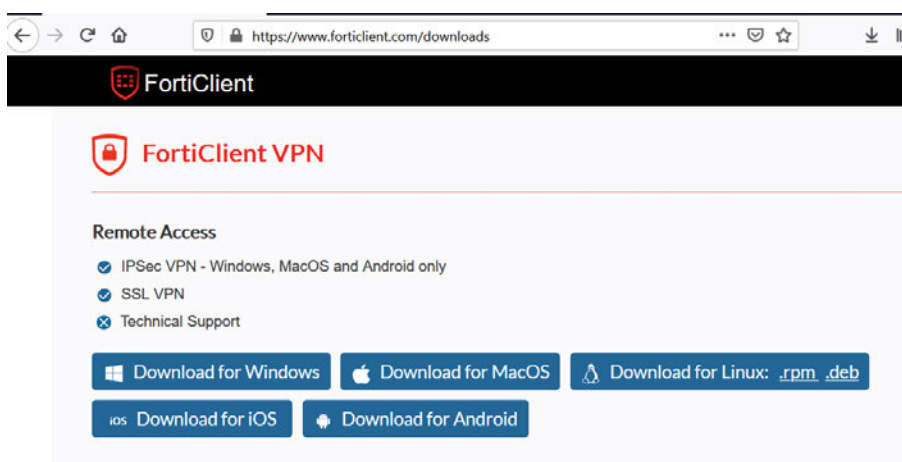 https://www.forticlient.com/downloads
FortiClient
FortiClient VPN
Remote Access
IPSec VPN - Windows, MacOS and Android only
SSL VPN
Technical Support
Download for Windows
Download for MacOS
Download for Linux: .rpm .deb
iOS Download for iOS
Download for Android